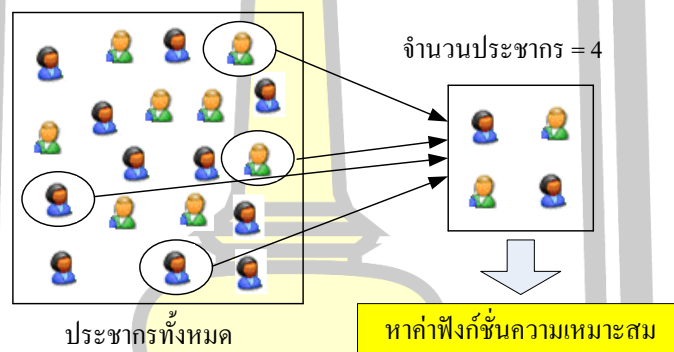 จำนวนประชากร = 4
ประชากรทั้งหมด
หาค่าฟังก์ชั่นความเหมาะสม